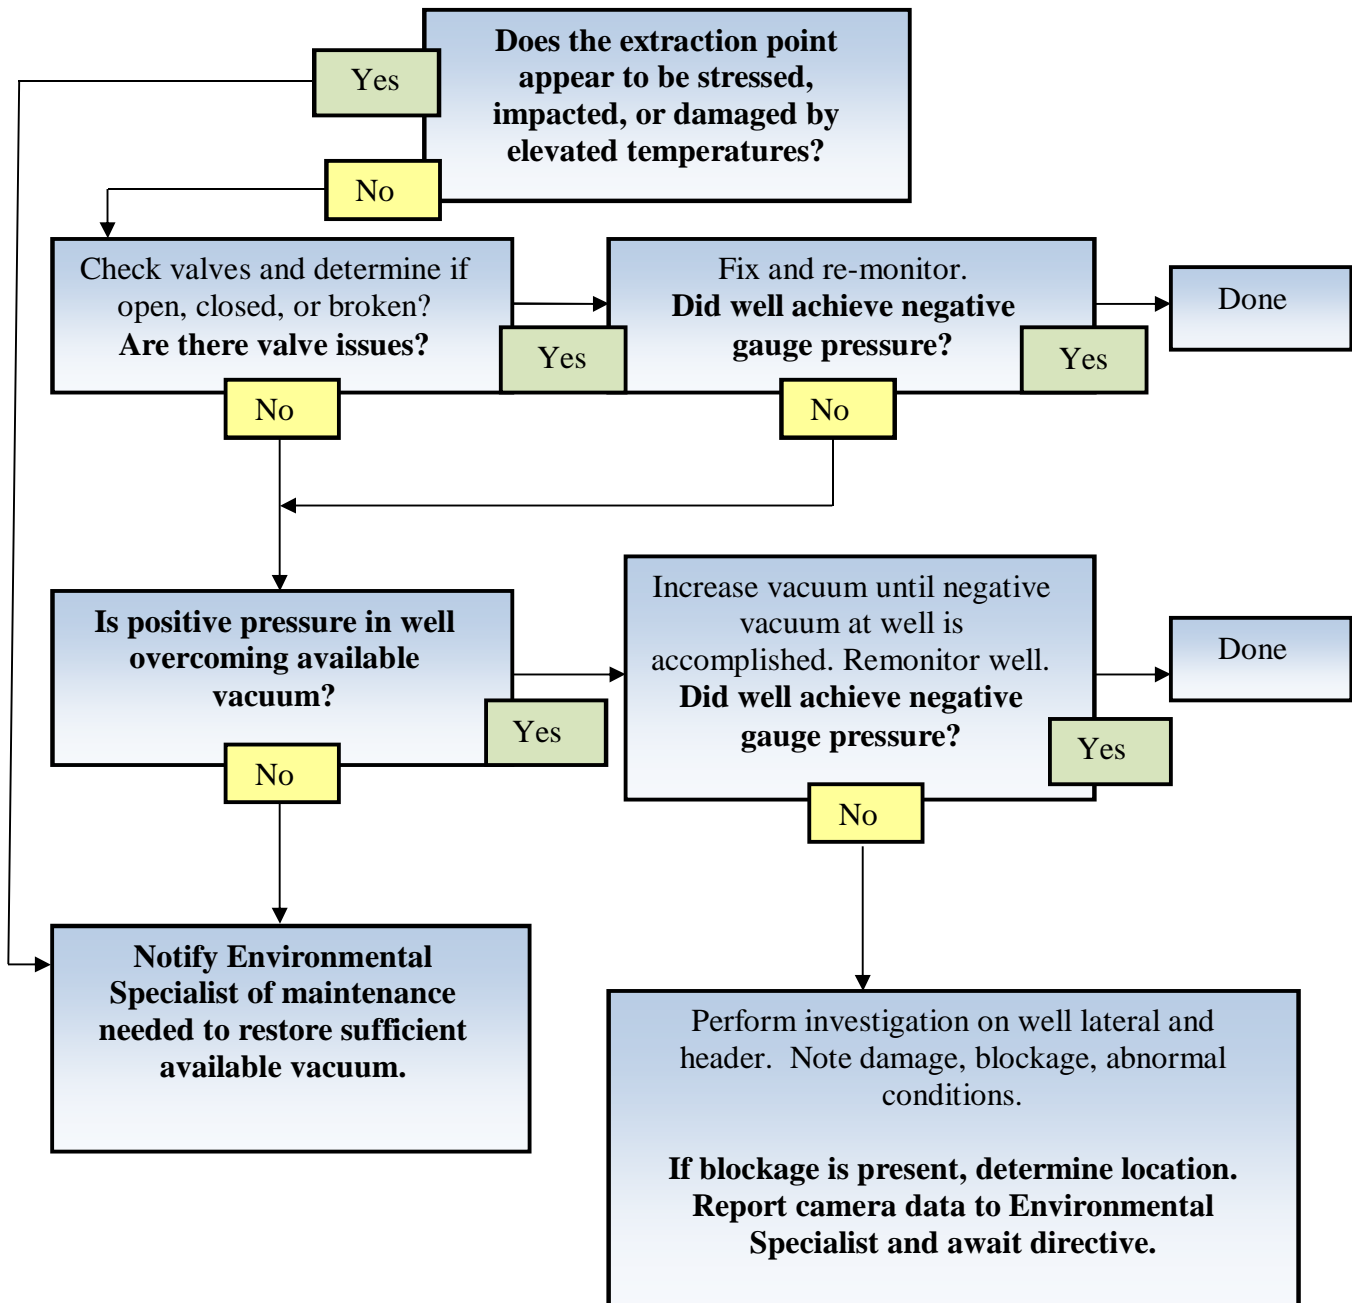 Does the extraction point
appear to be stressed,
impacted, or damaged by
elevated temperatures?
Yes
No
Check valves and determine if
open, closed, or broken?
Are there valve issues?
Yes
No
Fix and re-monitor.
Did well achieve negative
gauge pressure?
Yes
No
Done
Is positive pressure in well
overcoming available
vacuum?
Yes
No
Increase vacuum until negative
vacuum at well is
accomplished. Remonitor well.
Did well achieve negative
gauge pressure?
Yes
No
Done
Notify Environmental
Specialist of maintenance
needed to restore sufficient
available vacuum.
Perform investigation on well lateral and
header.  Note damage, blockage, abnormal
conditions.
If blockage is present, determine location.
Report camera data to Environmental
Specialist and await directive.